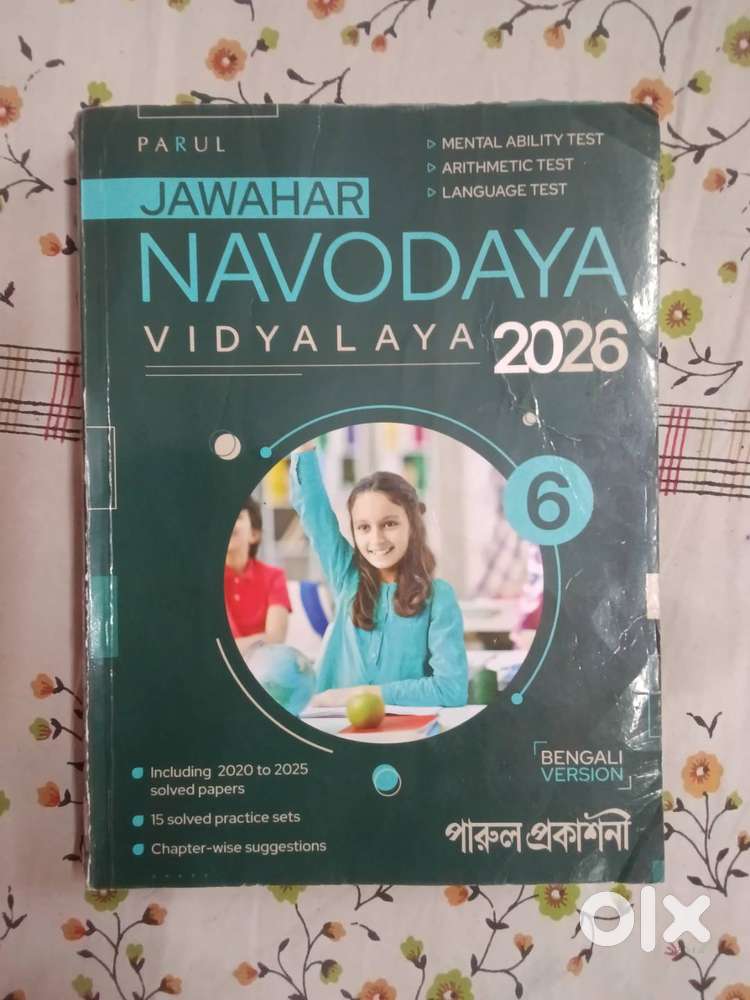 PARUL
MENTAL ABILITY TEST
ARITHMETIC TEST
LANGUAGE TEST
JAWAHAR
NAVODAYA
VIDYALAYA 2026
6
Including 2020 to 2025
solved papers
15 solved practice sets
Chapter-wise suggestions
BENGALI
VERSION
পারুল প্রকাশনী
olx